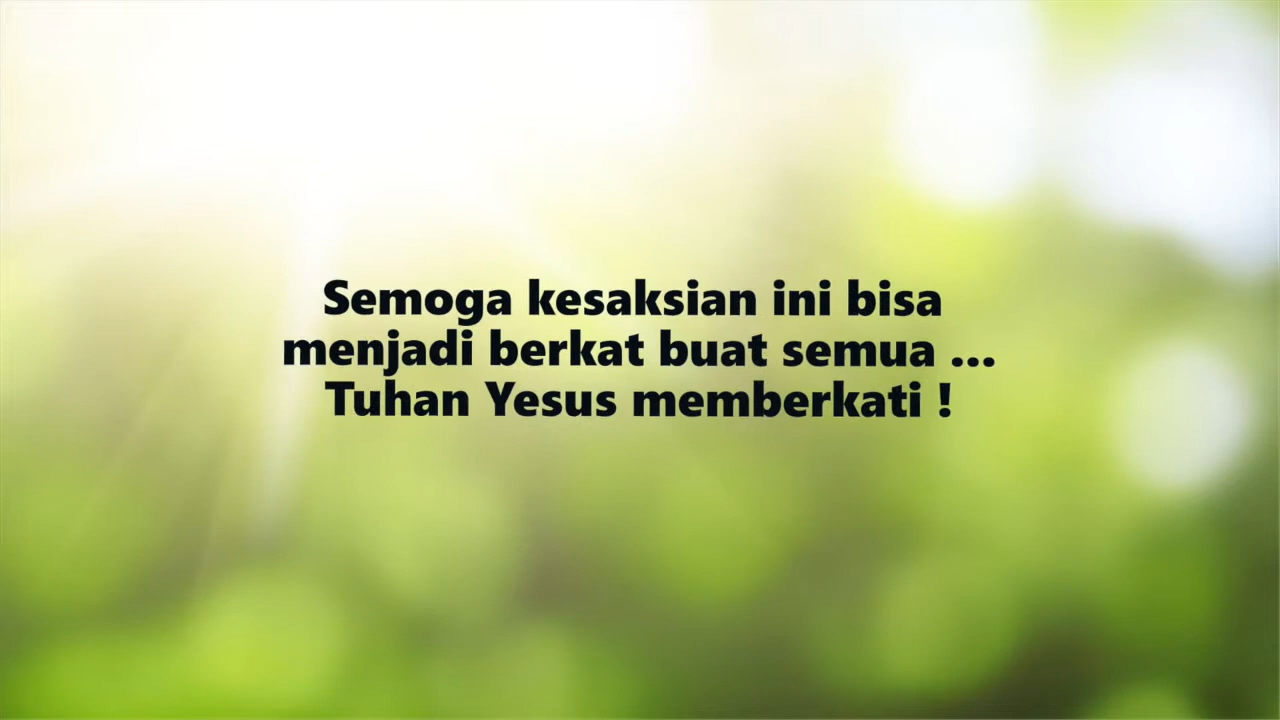 Semoga kesaksian ini bisa
menjadi berkat buat semua ...
Tuhan Yesus memberkati !